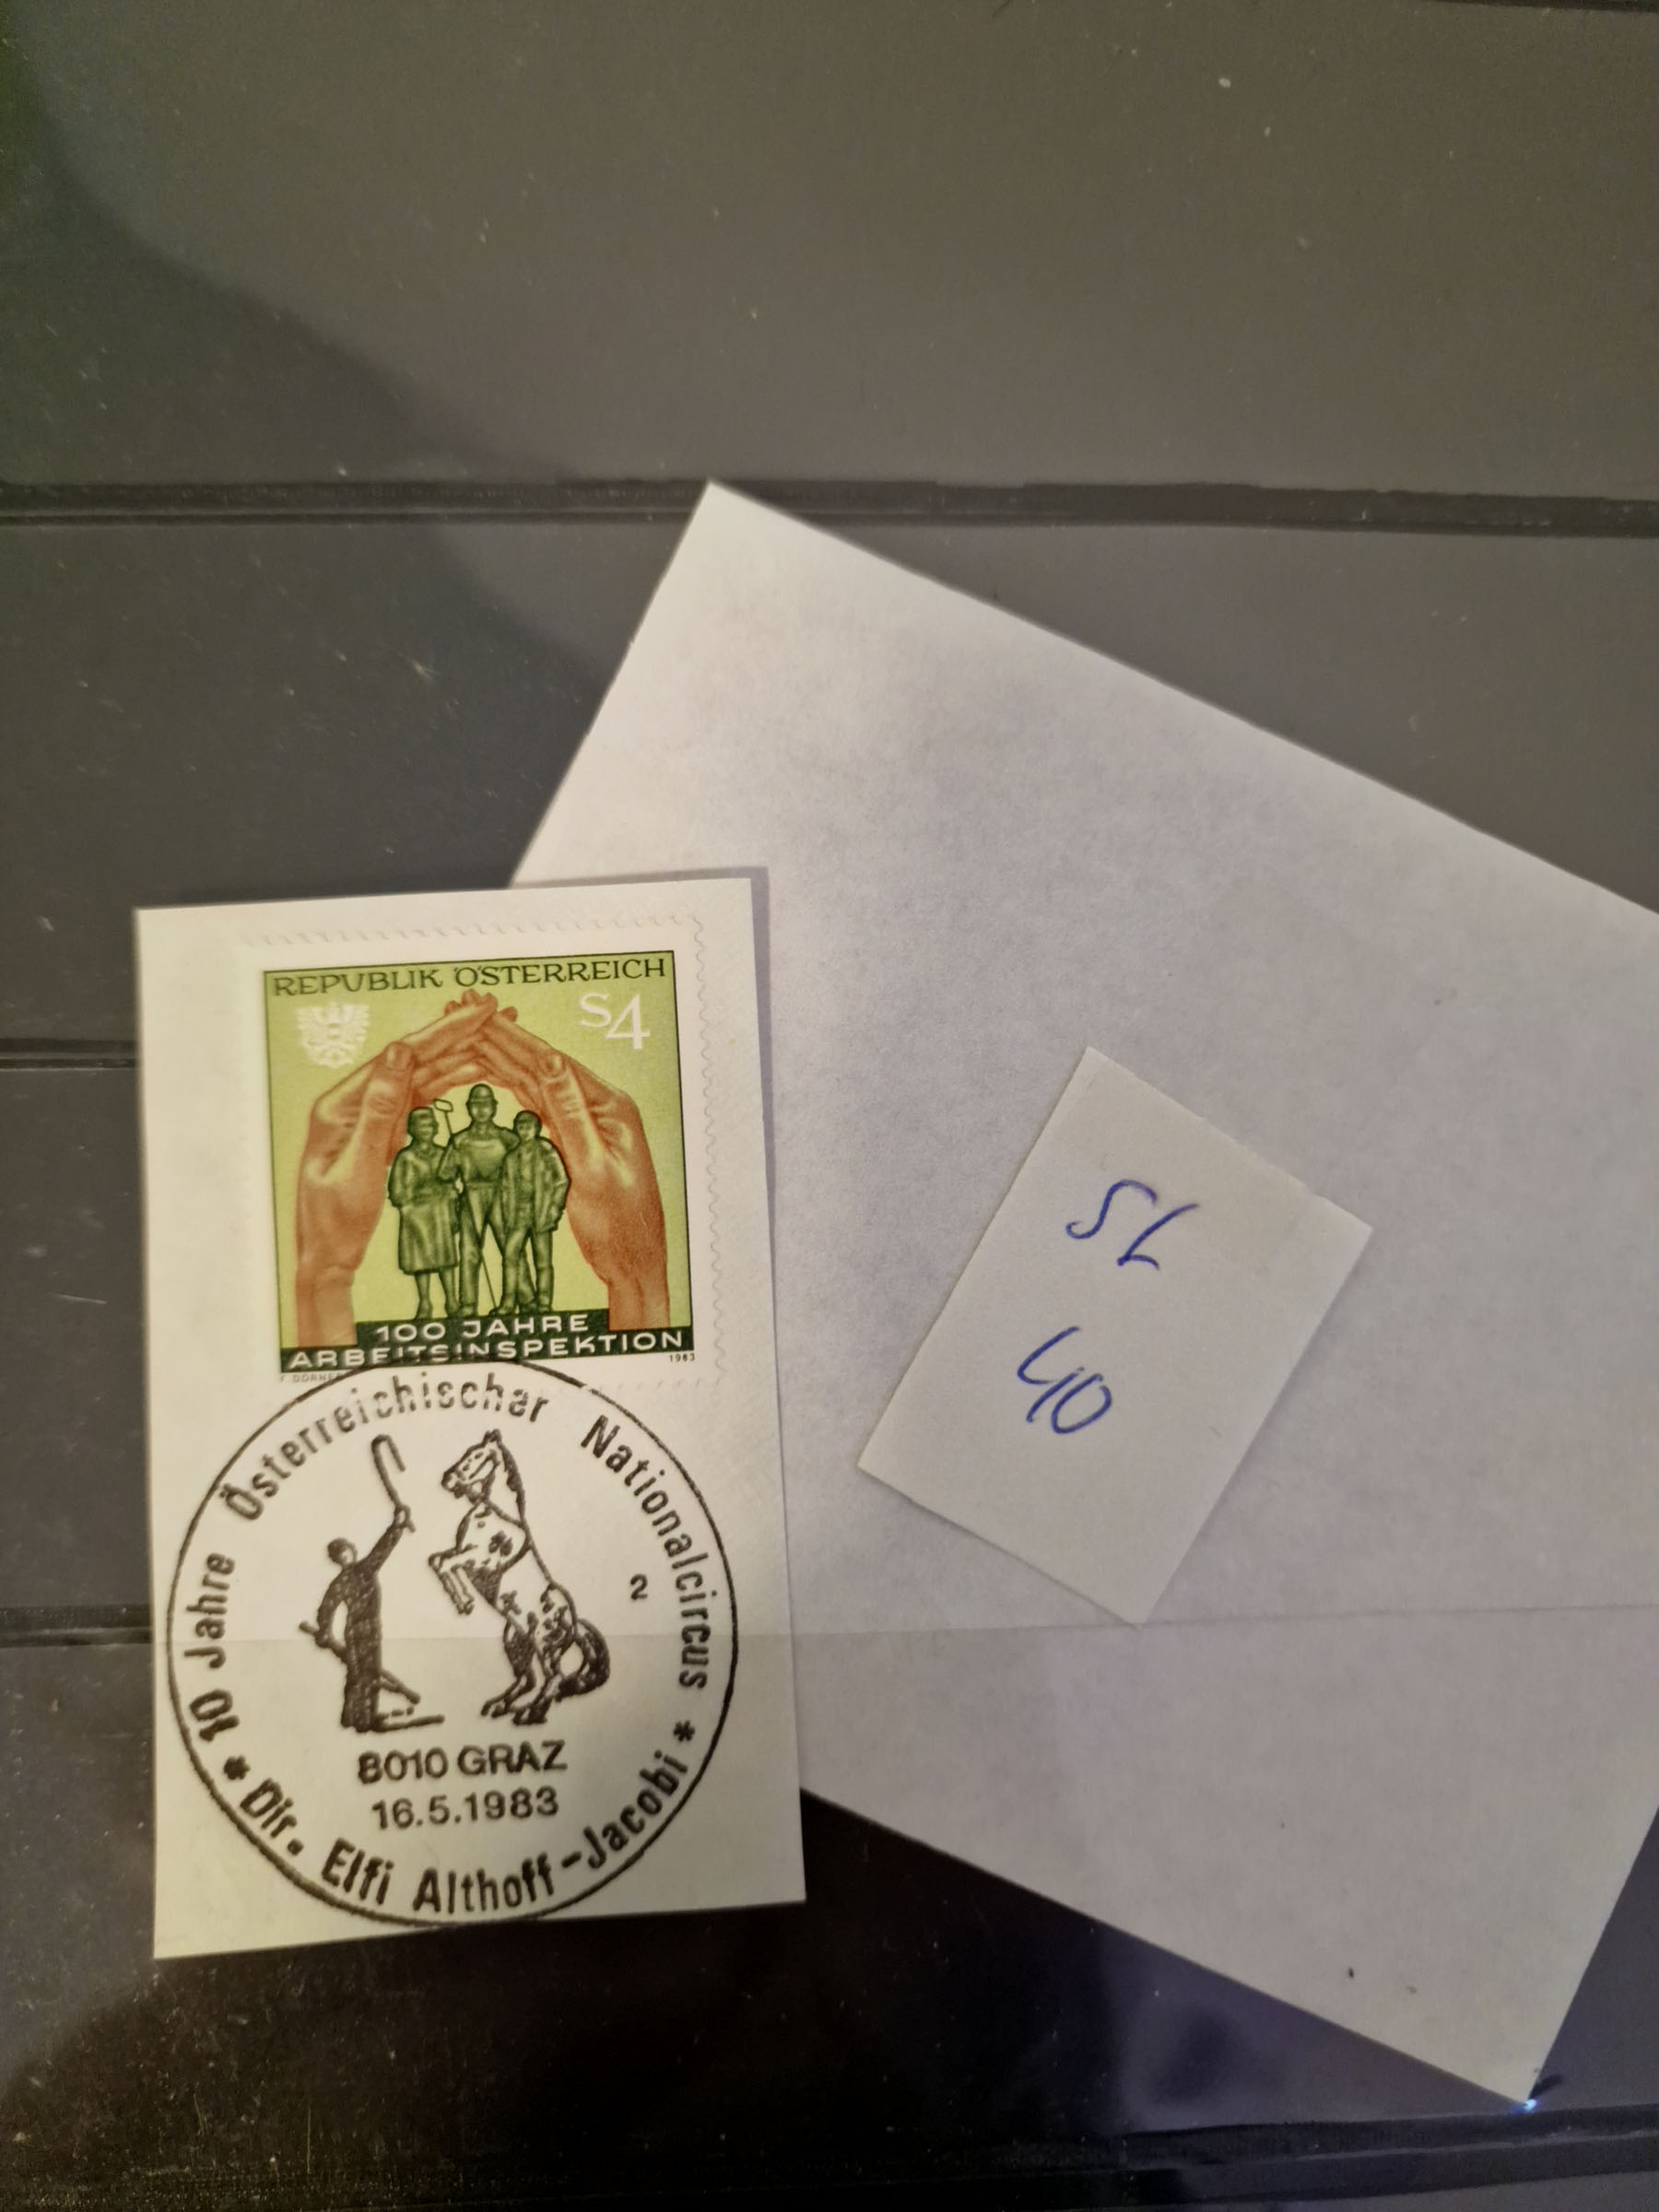 REPUBLIK ÖSTERREICH
S4
100 JAHRE
ARBEITSINSPEKTION
1983
10 Jahre Österreichischer Nationalcircus
2
8010 GRAZ
16.5.1983
* Dir. Elfi Althoff-Jacobi *
40